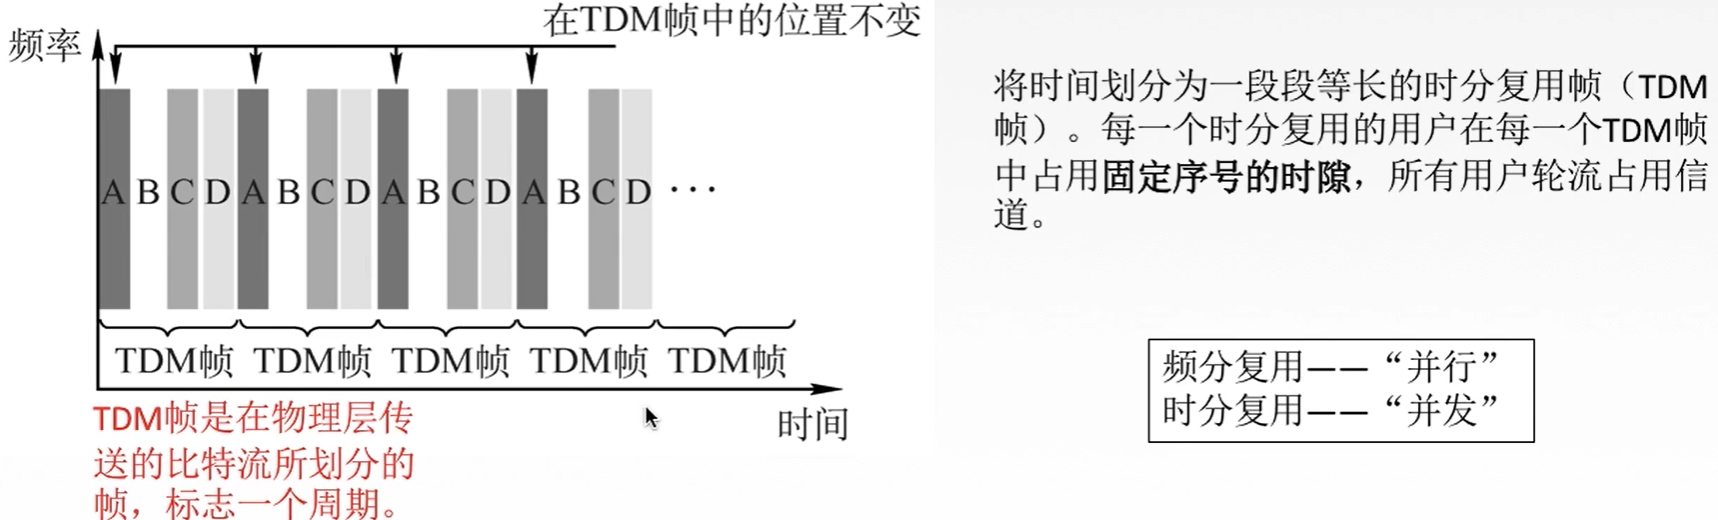 在TDM帧中的位置不变
频率
A B C D A B C D A B C D A B C D ···
TDM帧 TDM帧 TDM帧 TDM帧 TDM帧
时间
TDM帧是在物理层传
送的比特流所划分的
帧，标志一个周期。
将时间划分为一段段等长的时分复用帧（TDM
帧）。每一个时分复用的用户在每一个TDM帧
中占用固定序号的时隙，所有用户轮流占用信
道。
频分复用——“并行”
时分复用——“并发”